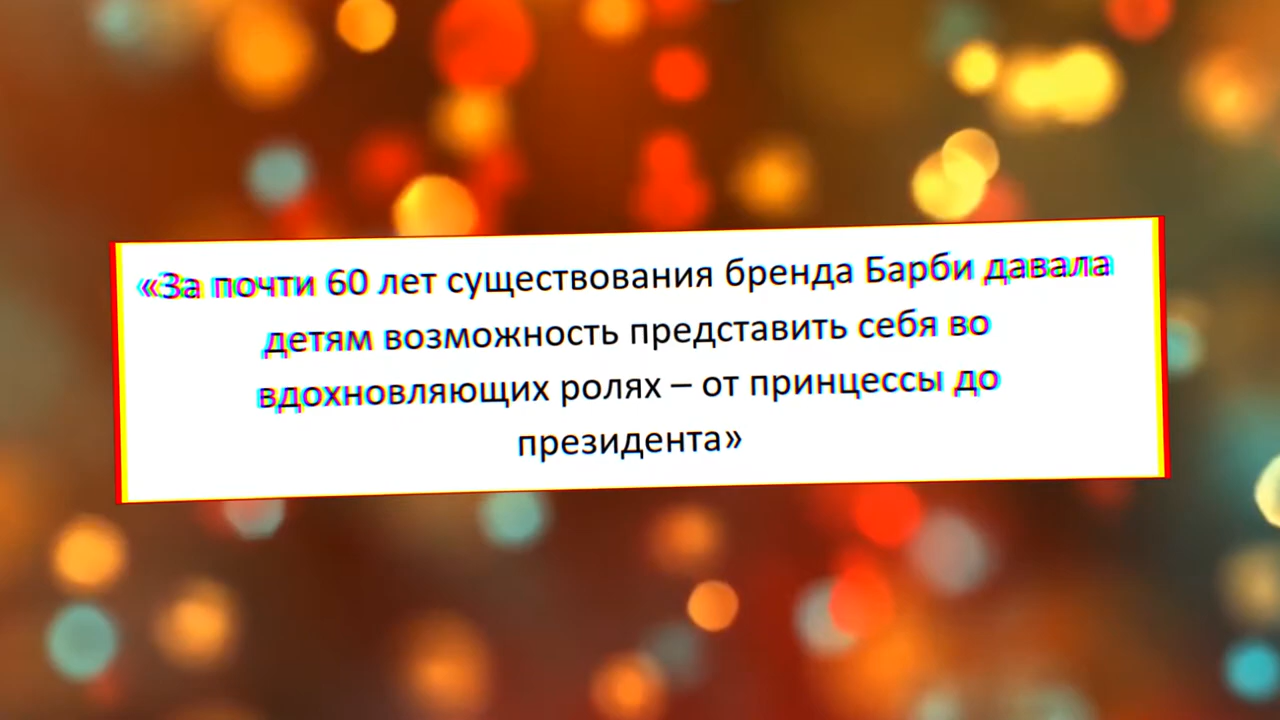 «За почти 60 лет существования бренда Барби давала
детям возможность представить себя во
вдохновляющих ролях – от принцессы до
президента»